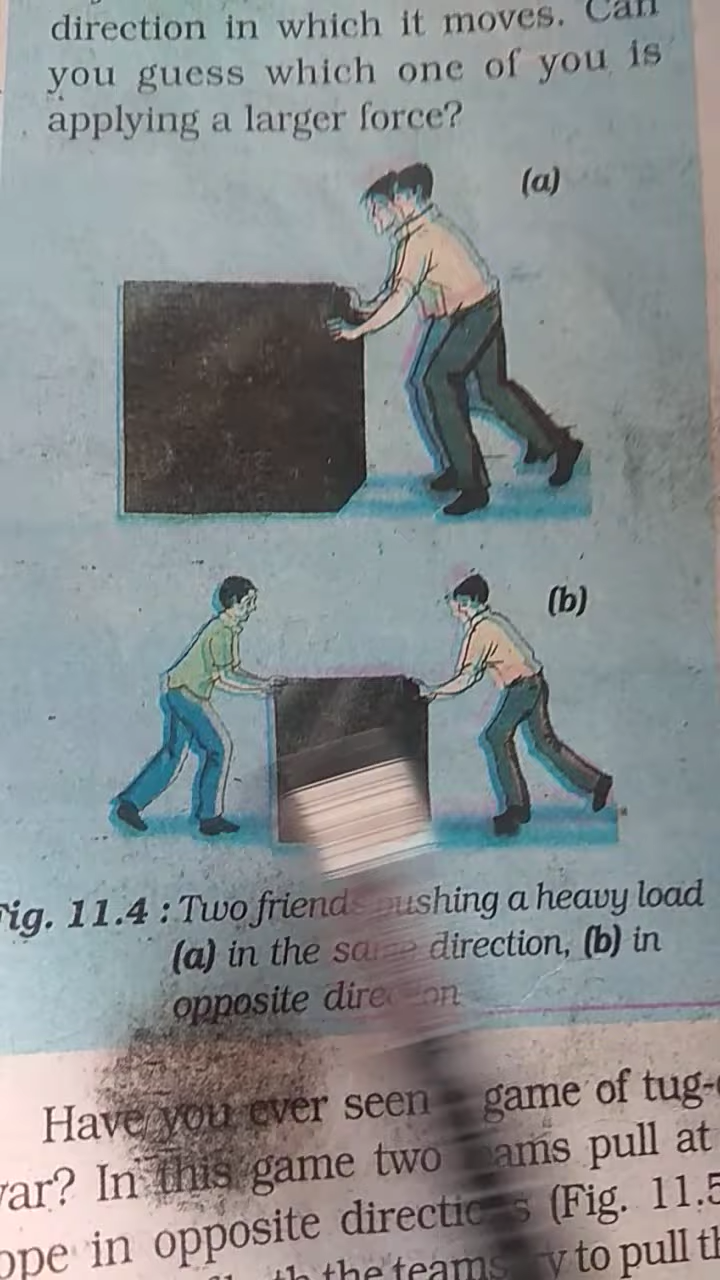 direction in which it moves. Can
you guess which one of you is
applying a larger force?
(a)
(b)
Fig. 11.4 : Two friends pushing a heavy load
(a) in the same direction, (b) in
opposite direction
Have you ever seen game of tug-
war? In this game two teams pull at
rope in opposite directions (Fig. 11.5
the teams to pull